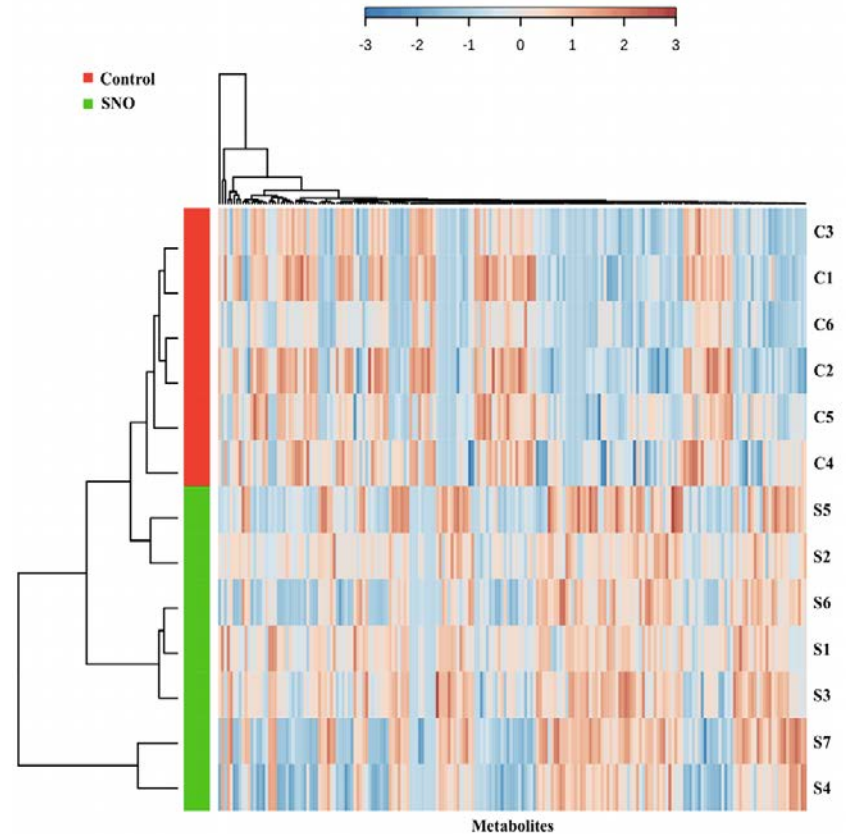 -3 -2 -1 0 1 2 3
Control
SNO
C3
C1
C6
C2
C5
C4
S5
S2
S6
S1
S3
S7
S4
Metabolites